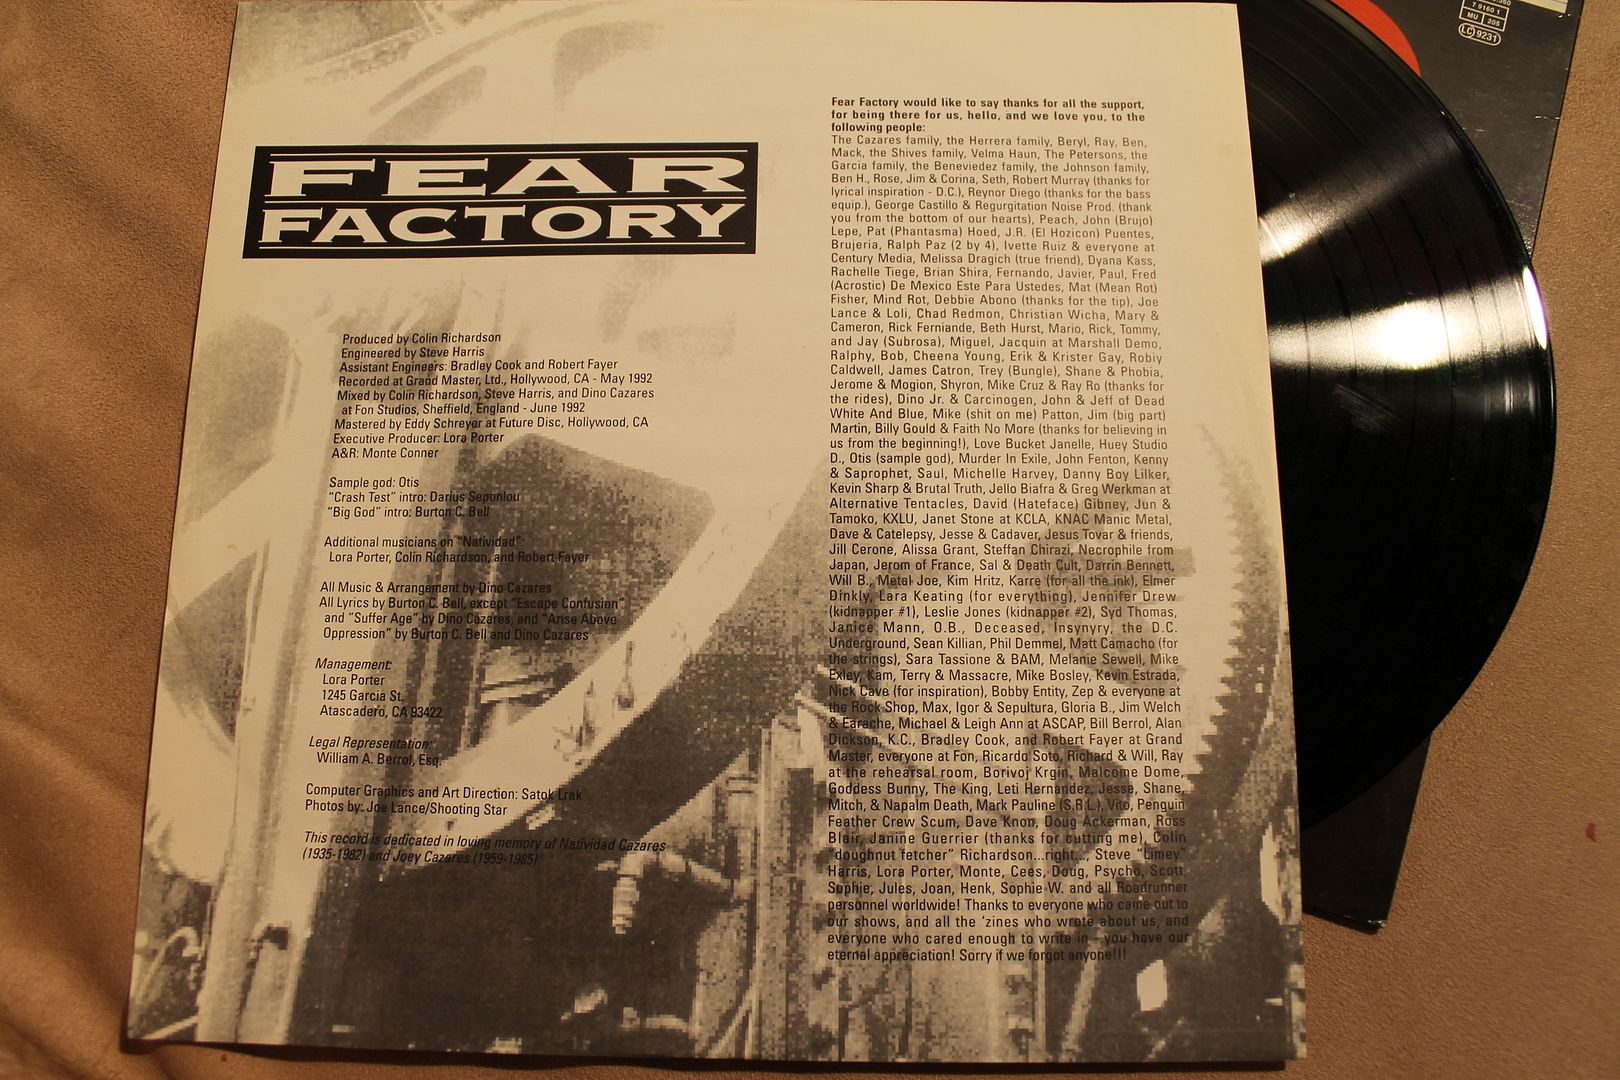 FEAR
FACTORY
Produced by Colin Richardson
Engineered by Steve Harris
Assistant Engineers: Bradley Cook and Robert Fayer
Recorded at Grand Master, Ltd., Hollywood, CA - May 1992
Mixed by Colin Richardson, Steve Harris, and Dino Cazares
at Fon Studios, Sheffield, England - June 1992
Mastered by Eddy Schreyer at Future Disc, Hollywood, CA
Executive Producer: Lora Porter
A&R: Monte Conner
Sample god: Otis
"Crash Test" intro: Darius Seponlou
"Big God" intro: Burton C. Bell
Additional musicians on "Natividad":
Lora Porter, Colin Richardson, and Robert Fayer
All Music & Arrangement by Dino Cazares
All Lyrics by Burton C. Bell, except "Escape Confusion"
and "Suffer Age" by Dino Cazares, and "Arise Above
Oppression" by Burton C. Bell and Dino Cazares
Management:
Lora Porter
1245 Garcia St.
Atascadero, CA 93422
Legal Representation:
William A. Berrol, Esq.
Computer Graphics and Art Direction: Satok Lrak
Photos by: Joe Lance/Shooting Star
This record is dedicated in loving memory of Natividad Cazares
(1935-1982) and Joey Cazares (1959-1985)
Fear Factory would like to say thanks for all the support,
for being there for us, hello, and we love you, to the
following people:
The Cazares family, the Herrera family, Beryl, Ray, Ben,
Mack, the Shives family, Velma Haun, The Petersons, the
Garcia family, the Beneviedez family, the Johnson family,
Ben H., Rose, Jim & Corina, Seth, Robert Murray (thanks for
lyrical inspiration - D.C.), Reynor Diego (thanks for the bass
equip.), George Castillo & Regurgitation Noise Prod. (thank
you from the bottom of our hearts), Peach, John (Brujo)
Lepe, Pat (Phantasma) Hoed, J.R. (El Hozicon) Puentes,
Brujeria, Ralph Paz (2 by 4), Ivette Ruiz & everyone at
Century Media, Melissa Dragich (true friend), Dyana Kass,
Rachelle Tiege, Brian Shira, Fernando, Javier, Paul, Fred
(Acrostic) De Mexico Este Para Ustedes, Mat (Mean Rot)
Fisher, Mind Rot, Debbie Abono (thanks for the tip), Joe
Lance & Loli, Chad Redmon, Christian Wicha, Mary &
Cameron, Rick Ferniande, Beth Hurst, Mario, Rick, Tommy,
and Jay (Subrosa), Miguel, Jacquin at Marshall Demo,
Ralphy, Bob, Cheena Young, Erik & Krister Gay, Robiy
Caldwell, James Catron, Trey (Bungle), Shane & Phobia,
Jerome & Mogion, Shyron, Mike Cruz & Ray Ro (thanks for
the rides), Dino Jr. & Carcinogen, John & Jeff of Dead
White And Blue, Mike (shit on me) Patton, Jim (big part)
Martin, Billy Gould & Faith No More (thanks for believing in
us from the beginning!), Love Bucket Janelle, Huey Studio
D., Otis (sample god), Murder In Exile, John Fenton, Kenny
& Saprophet, Saul, Michelle Harvey, Danny Boy Lilker,
Kevin Sharp & Brutal Truth, Jello Biafra & Greg Werkman at
Alternative Tentacles, David (Hateface) Gibney, Jun &
Tamoko, KXLU, Janet Stone at KCLA, KNAC Manic Metal,
Dave & Catelepsy, Jesse & Cadaver, Jesus Tovar & friends,
Jill Cerone, Alissa Grant, Steffan Chirazi, Necrophile from
Japan, Jerom of France, Sal & Death Cult, Darrin Bennett,
Will B., Metal Joe, Kim Hritz, Karre (for all the ink), Elmer
Dinkly, Lara Keating (for everything), Jennifer Drew
(kidnapper #1), Leslie Jones (kidnapper #2), Syd Thomas,
Janice Mann, O.B., Deceased, Insynyry, the D.C.
Underground, Sean Killian, Phil Demmel, Matt Camacho (for
the strings), Sara Tassione & BAM, Melanie Sewell, Mike
Exley, Kam, Terry & Massacre, Mike Bosley, Kevin Estrada,
Nick Cave (for inspiration), Bobby Entity, Zep & everyone at
the Rock Shop, Max, Igor & Sepultura, Gloria B., Jim Welch
& Earache, Michael & Leigh Ann at ASCAP, Bill Berrol, Alan
Dickson, K.C., Bradley Cook, and Robert Fayer at Grand
Master, everyone at Fon, Ricardo Soto, Richard & Will, Ray
at the rehearsal room, Borivoj Krgin, Malcome Dome,
Goddess Bunny, The King, Leti Hernandez, Jesse, Shane,
Mitch, & Napalm Death, Mark Pauline (S.R.L.), Vito, Penguin
Feather Crew Scum, Dave Knon, Doug Ackerman, Ross
Blair, Janine Guerrier (thanks for cutting me), Colin
"doughnut fetcher" Richardson...right..., Steve "Limey"
Harris, Lora Porter, Monte, Cees, Doug, Psycho, Scott,
Sophie, Jules, Joan, Henk, Sophie W. and all Roadrunner
personnel worldwide! Thanks to everyone who came out to
our shows, and all the 'zines who wrote about us, and
everyone who cared enough to write in - you have our
eternal appreciation! Sorry if we forgot anyone!!!
7 9160 1
MU 206
LC 9231